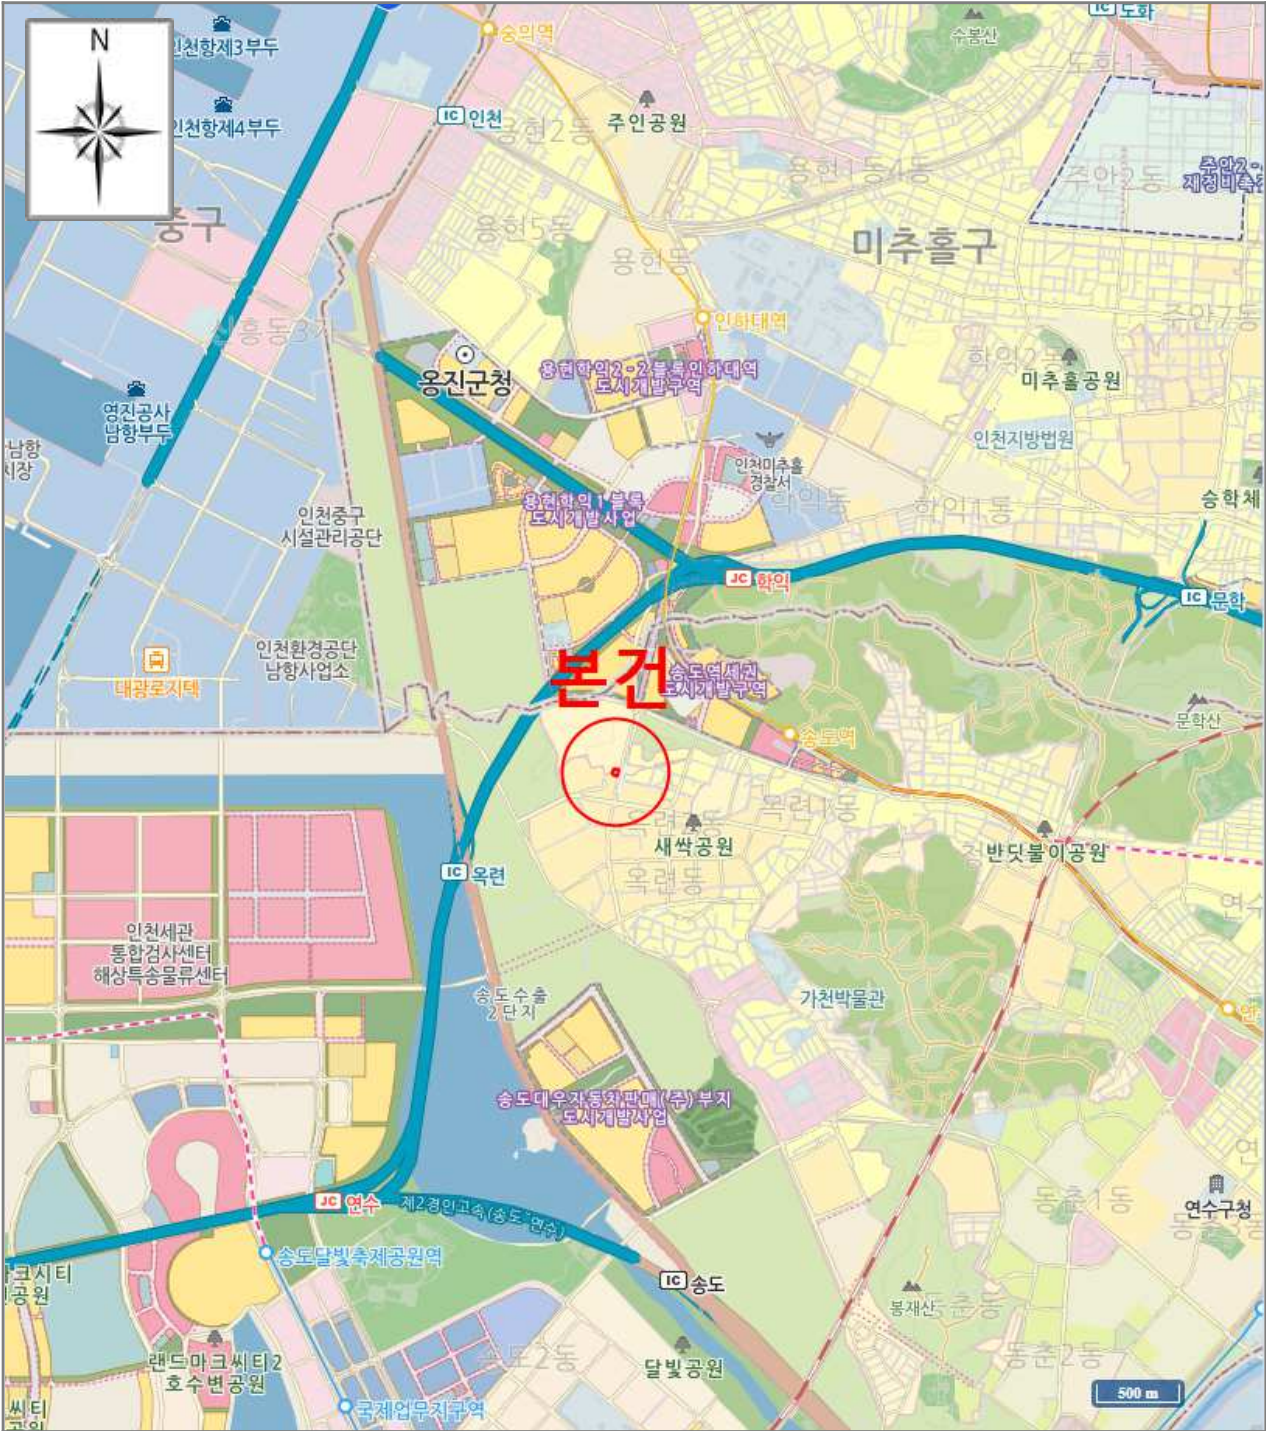 N
인천항제3부두
숭의역
수봉산
IC 도화
도화1동
인천항제4부두
IC 인천
용현2동
주인공원
용현1동4동
주안2동
주안2-
중구
용현5동
용현동
미추홀구
신흥동3가
인하대역
주안7동
옹진군청
용현학익2-2블록인하대역
도시개발구역
학익2동
미추홀공원
영진공사
남항부두
남항
인천지방법원
인천미추홀
경찰서
인천중구
시설관리공단
용현학익1블록
도시개발사업
학익동
학익1동
승학체
JC 학익
IC 문학
인천환경공단
남항사업소
대광로지텍
본건
송도역세권
도시개발구역
문학산
송도역
옥련1동
새싹공원
반딧불이공원
옥련동
IC 옥련
인천세관
통합검사센터
해상특송물류센터
송도수출
2단지
가천박물관
송도대우자동차판매(주)부지
도시개발사업
JC 연수
제2경인고속(송도-연수)
동춘1동
연수구청
송도달빛축제공원역
IC 송도
봉재산
동춘동
랜드마크씨티2
호수변공원
송도2동
달빛공원
동춘2동
씨티
국제업무지구역
500 m